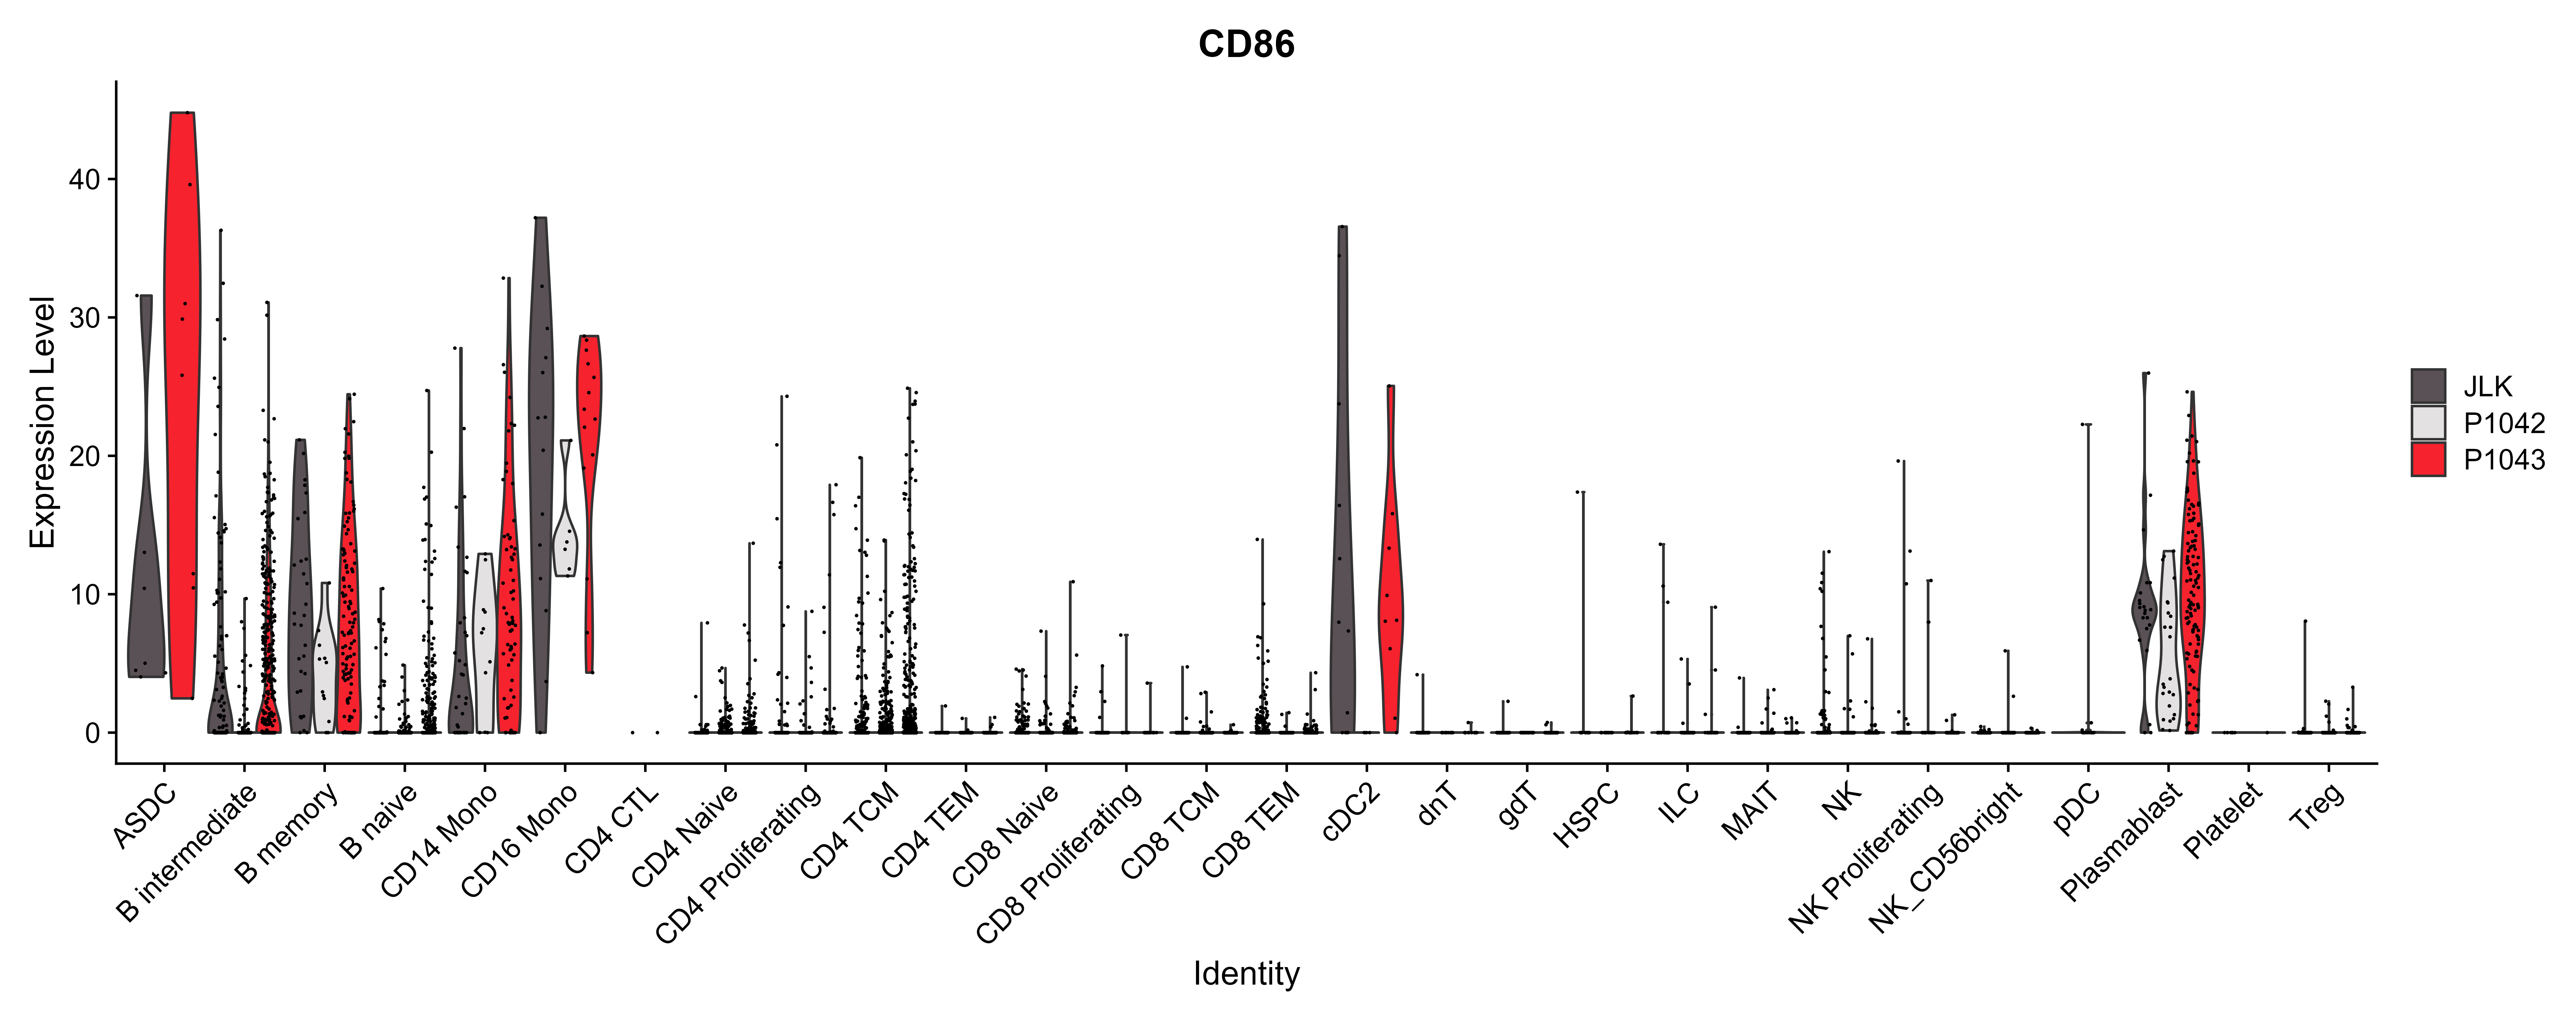 CD86
Expression Level
40
30
20
10
0
ASDC
B intermediate
B memory
B naive
CD14 Mono
CD16 Mono
CD4 CTL
CD4 Naive
CD4 Proliferating
CD4 TCM
CD4 TEM
CD8 Naive
CD8 Proliferating
CD8 TCM
CD8 TEM
cDC2
dnT
gdT
HSPC
ILC
MAIT
NK
NK Proliferating
NK_CD56bright
pDC
Plasmablast
Platelet
Treg
Identity
JLK
P1042
P1043